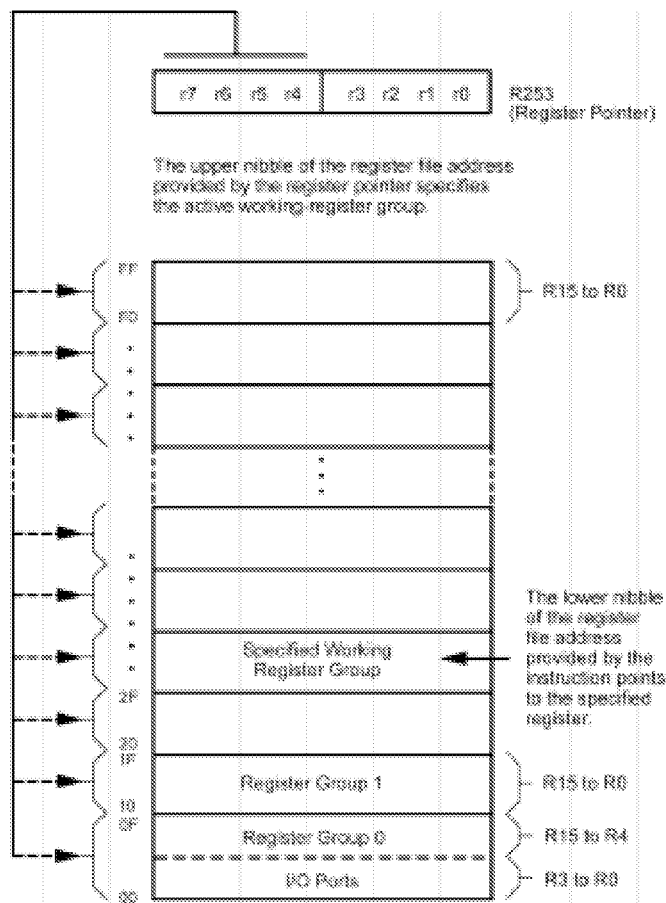 r7 r6 r5 r4 r3 r2 r1 r0
R253
(Register Pointer)
The upper nibble of the register file address
provided by the register pointer specifies
the active working-register group.
FF
F0
R15 to R0
Specified Working
Register Group
The lower nibble
of the register
file address
provided by the
instruction points
to the specified
register.
2F
20
1F
Register Group 1
R15 to R0
10
0F
Register Group 0
R15 to R4
I/O Ports
R3 to R0
00